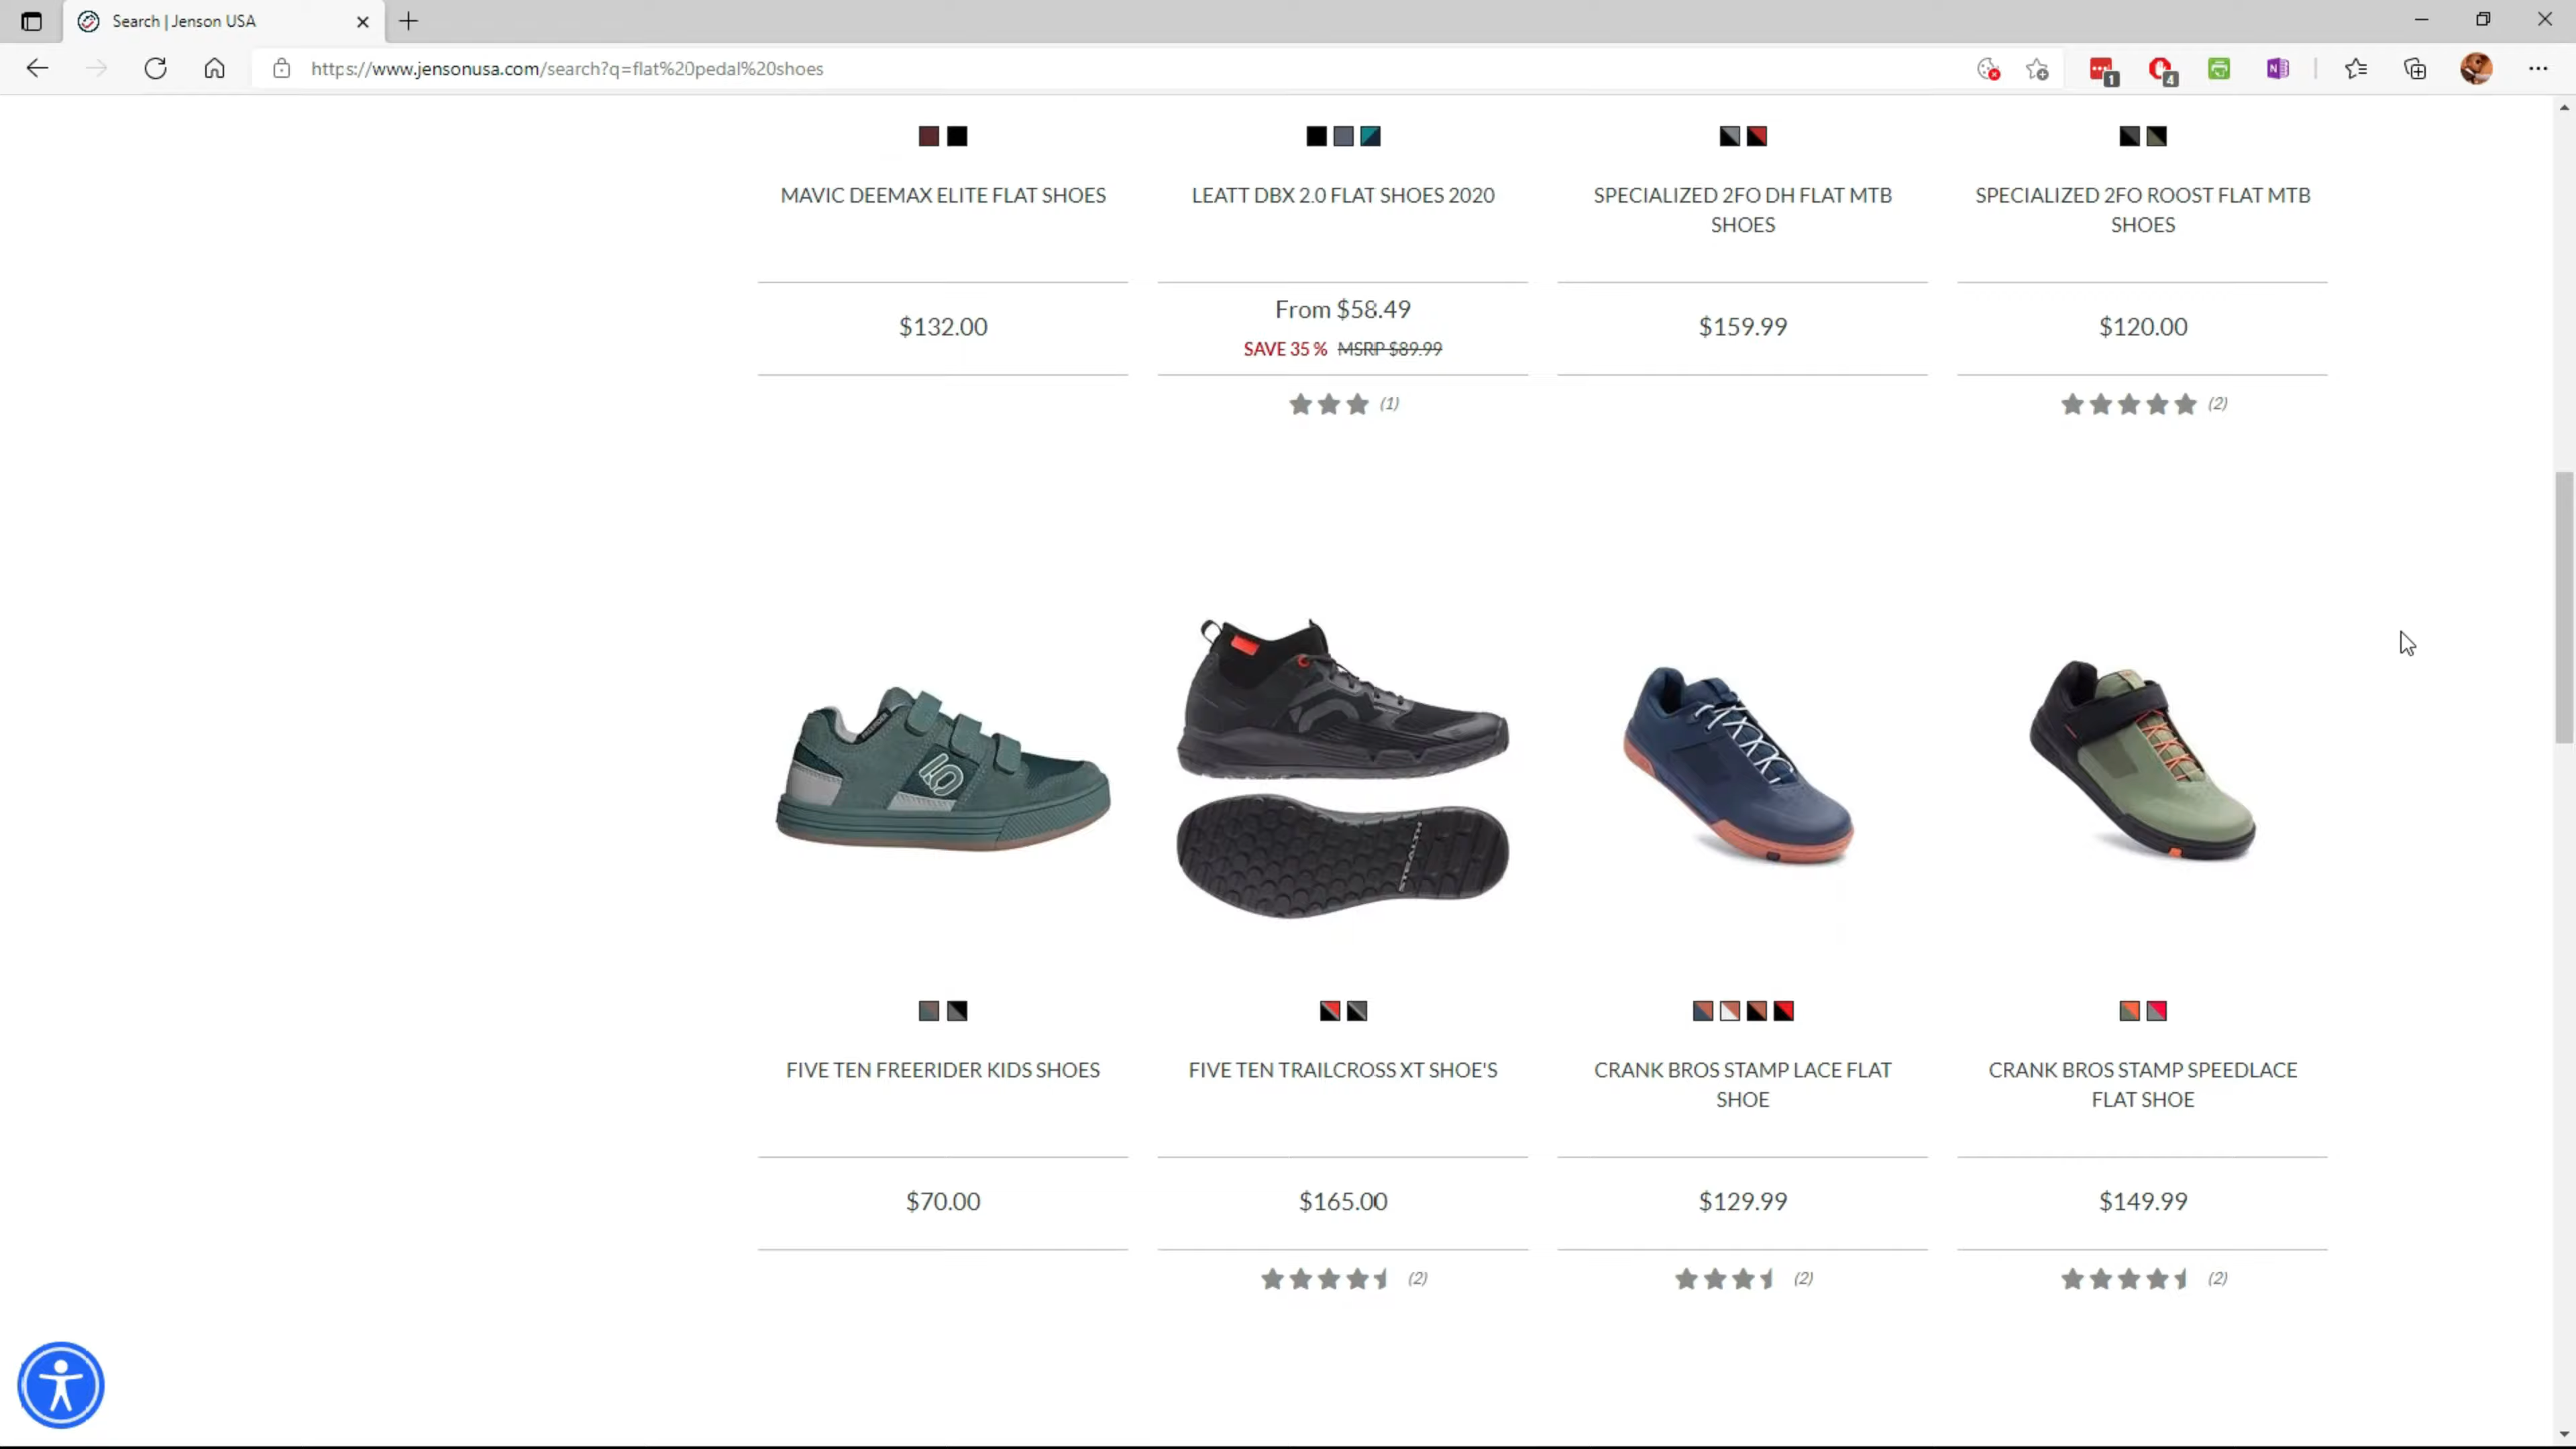 Search | Jenson USA
https://www.jensonusa.com/search?q=flat%20pedal%20shoes
1
4
N
MAVIC DEEMAX ELITE FLAT SHOES
$132.00
LEATT DBX 2.0 FLAT SHOES 2020
From $58.49
SAVE 35 % MSRP $89.99
(1)
SPECIALIZED 2FO DH FLAT MTB
SHOES
$159.99
SPECIALIZED 2FO ROOST FLAT MTB
SHOES
$120.00
(2)
STEALTH
FIVE TEN FREERIDER KIDS SHOES
$70.00
FIVE TEN TRAILCROSS XT SHOE'S
$165.00
(2)
CRANK BROS STAMP LACE FLAT
SHOE
$129.99
(2)
CRANK BROS STAMP SPEEDLACE
FLAT SHOE
$149.99
(2)